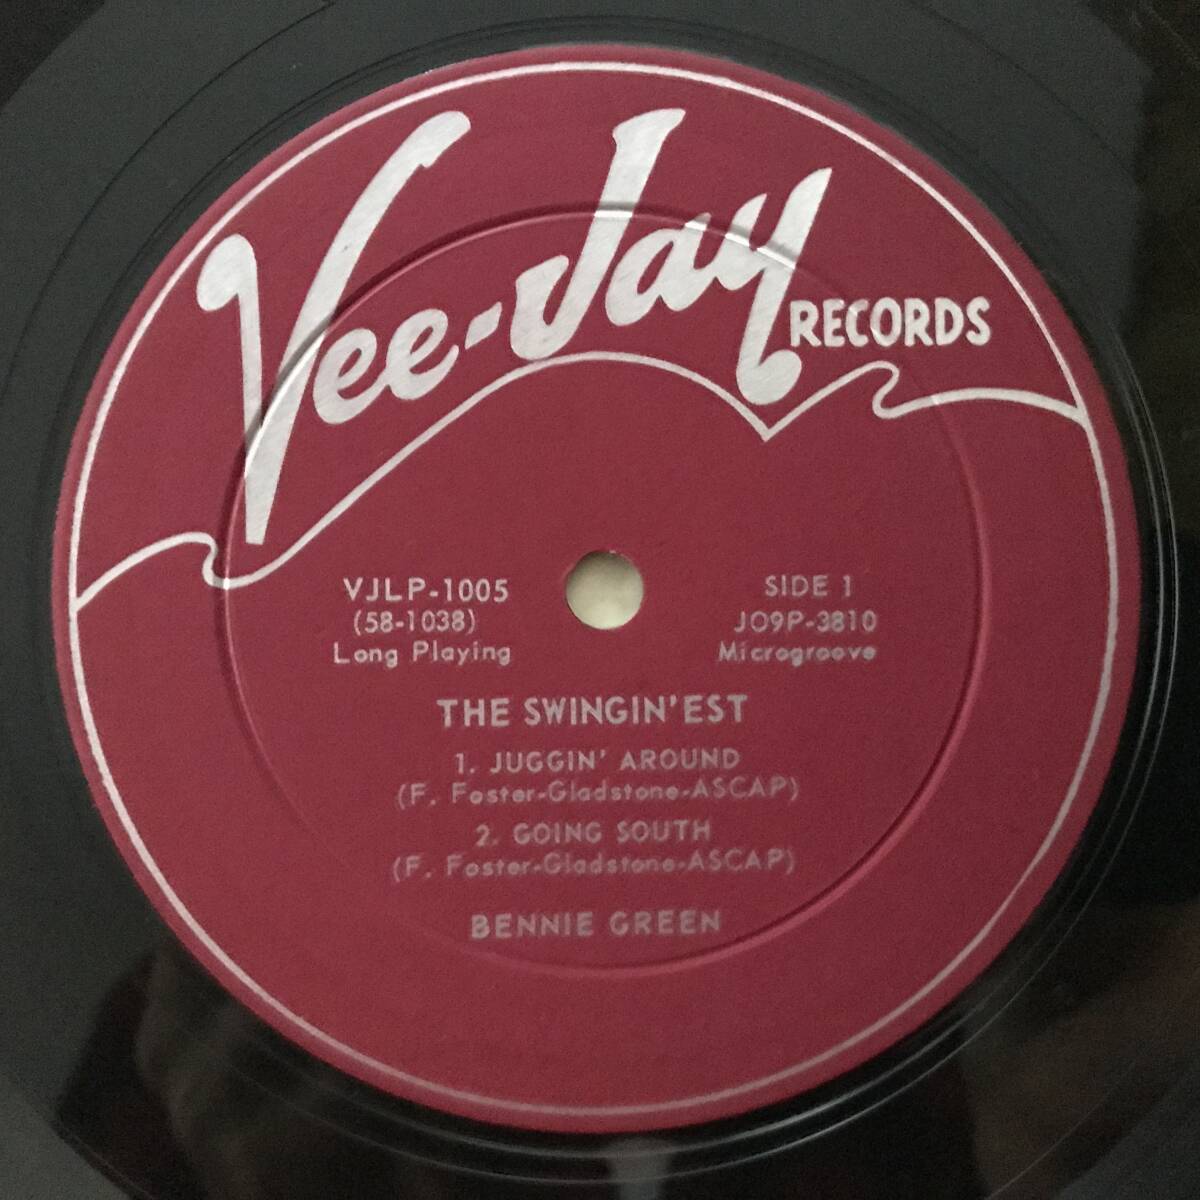 Vee-Jay
RECORDS
VJLP-1005
(58-1038)
Long Playing
SIDE 1
JO9P-3810
Microgroove
THE SWINGIN'EST
1. JUGGIN' AROUND
(F. Foster-Gladstone-ASCAP)
2. GOING SOUTH
(F. Foster-Gladstone-ASCAP)
BENNIE GREEN